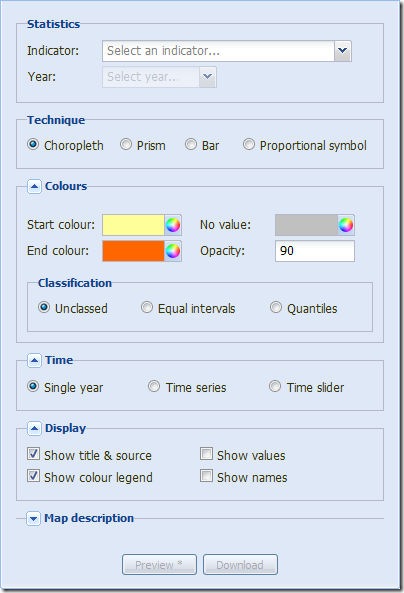 Statistics
Indicator: Select an indicator...
Year: Select year...
Technique
Choropleth Prism Bar Proportional symbol
Colours
Start colour: No value:
End colour: Opacity: 90
Classification
Unclassed Equal intervals Quantiles
Time
Single year Time series Time slider
Display
Show title & source Show values
Show colour legend Show names
Map description
Preview * Download